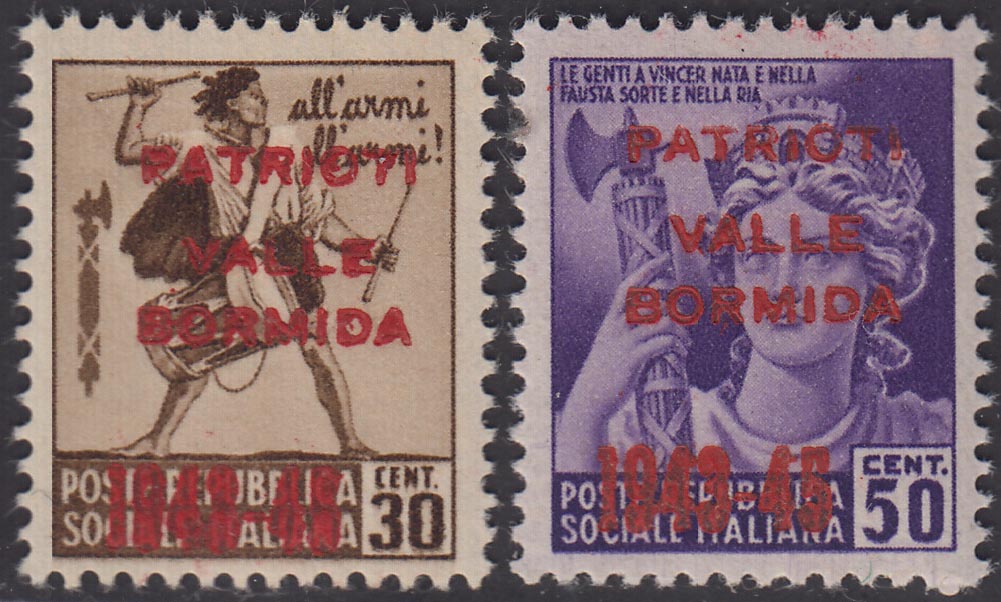 all'armi
all'armi!
PATRIOTI
VALLE
BORMIDA
1943-45
POSTE REPUBBLICA
SOCIALE ITALIANA
CENT.
30
LE GENTI A VINCER NATA E NELLA
FAUSTA SORTE E NELLA RIA
PATRIOTI
VALLE
BORMIDA
1943-45
POSTE REPUBBLICA
SOCIALE ITALIANA
CENT.
50